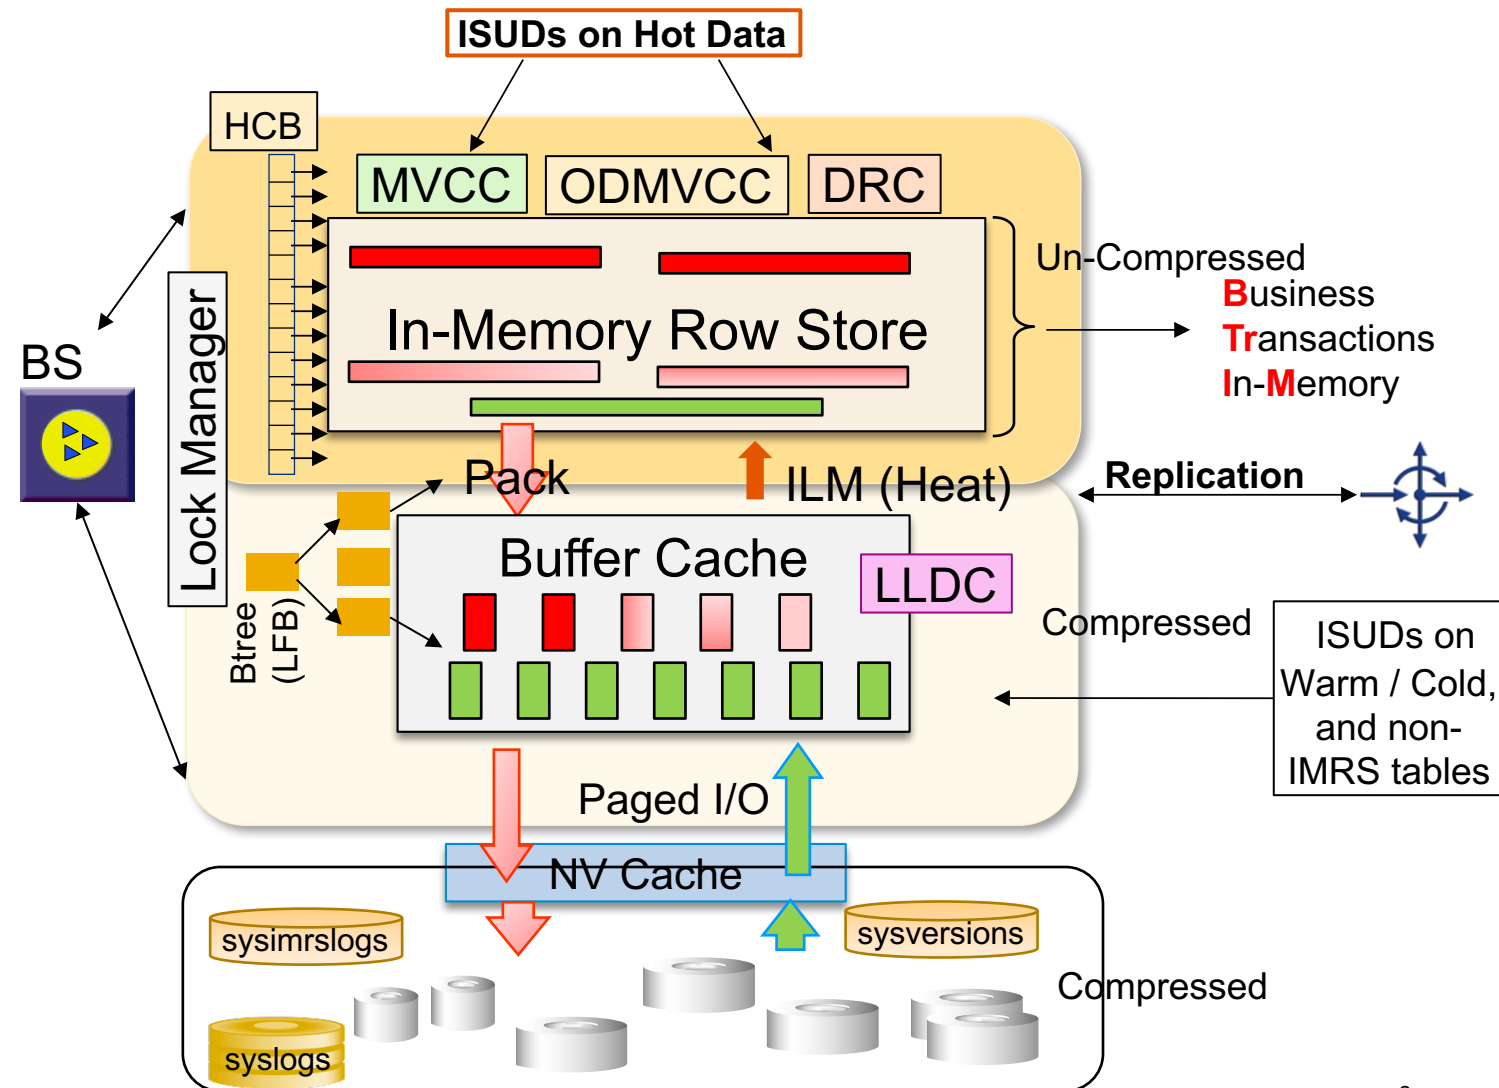 ISUDs on Hot Data
HCB
MVCC
ODMVCC
DRC
Un-Compressed
Business
Transactions
In-Memory
In-Memory Row Store
BS
Lock Manager
Pack
ILM (Heat)
Replication
Buffer Cache
LLDC
Btree
(LFB)
Compressed
ISUDs on
Warm / Cold,
and non-
IMRS tables
Paged I/O
NV Cache
sysimrslogs
sysversions
Compressed
syslogs